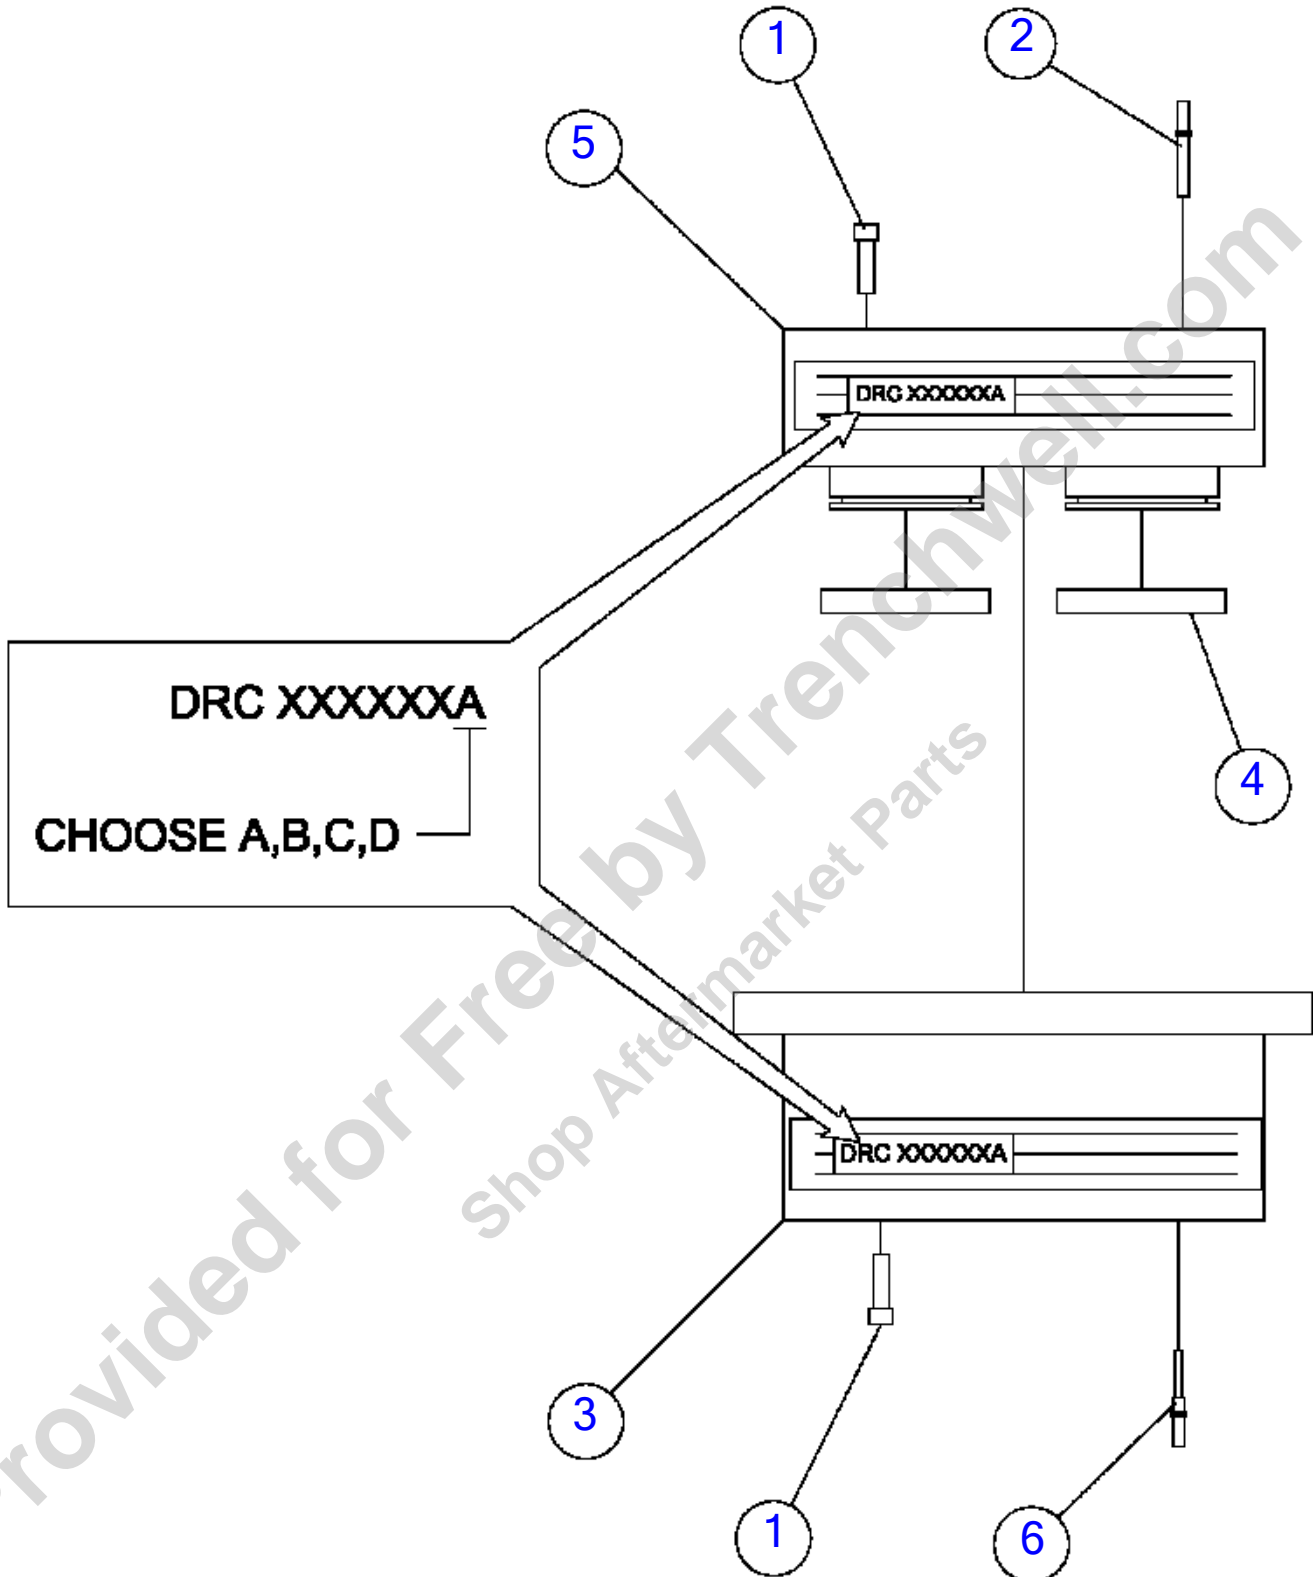 1
2
5
DRC XXXXXXA
4
DRC XXXXXXA
CHOOSE A,B,C,D
DRC XXXXXXA
3
1
6
Provided for Free by Trenchwell.com
Shop Aftermarket Parts